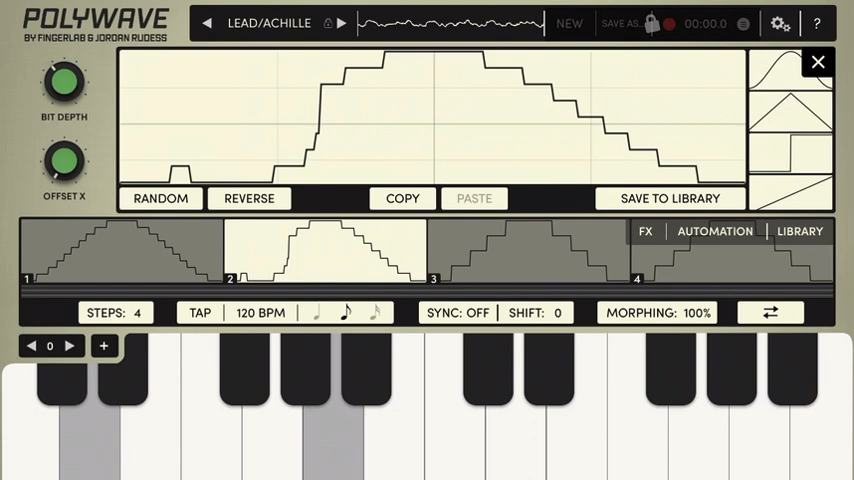 POLYWAVE
BY FINGERLAB & JORDAN RUDESS
LEAD/ACHILLE
NEW
SAVE AS...
00:00.0
?
BIT DEPTH
OFFSET X
RANDOM
REVERSE
COPY
PASTE
SAVE TO LIBRARY
FX
AUTOMATION
LIBRARY
1
2
3
4
STEPS: 4
TAP
120 BPM
SYNC: OFF
SHIFT: 0
MORPHING: 100%
0
+